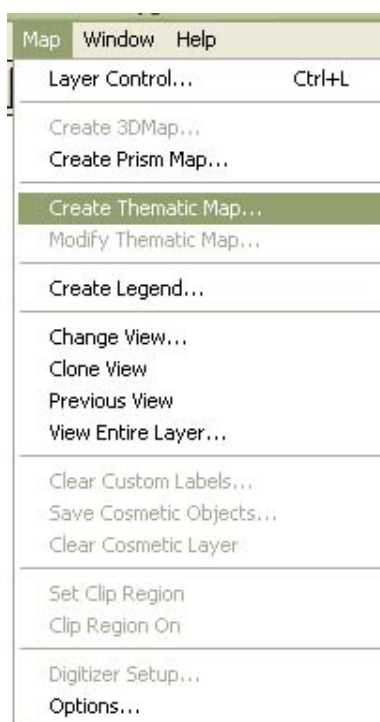 Map Window Help
Layer Control... Ctrl+L
Create 3DMap...
Create Prism Map...
Create Thematic Map...
Modify Thematic Map...
Create Legend...
Change View...
Clone View
Previous View
View Entire Layer...
Clear Custom Labels...
Save Cosmetic Objects...
Clear Cosmetic Layer
Set Clip Region
Clip Region On
Digitizer Setup...
Options...